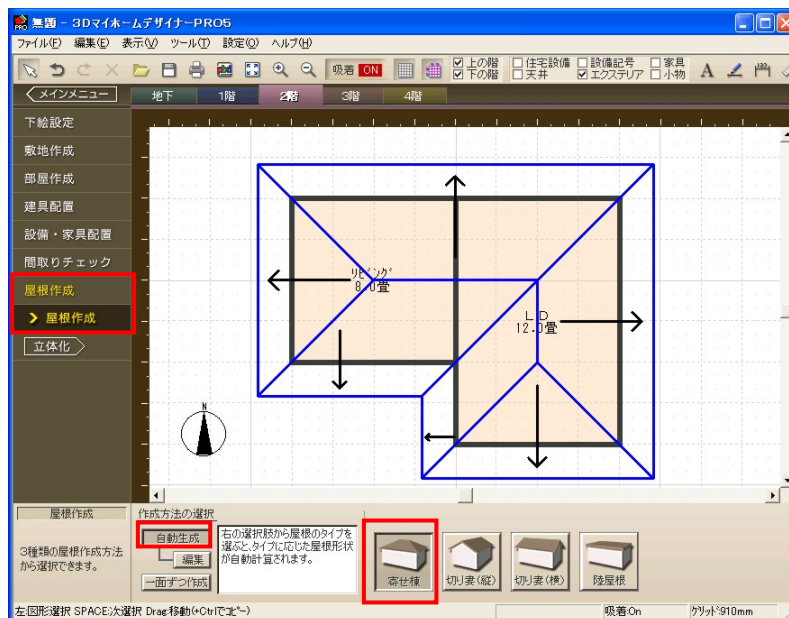 無題 - 3DマイホームデザイナーPRO5
ファイル(F) 編集(E) 表示(V) ツール(T) 設定(O) ヘルプ(H)
吸着 ON
上の階 住宅設備 設備記号 家具
下の階 天井 エクステリア 小物
A
メインメニュー 地下 1階 2階 3階 4階
下絵設定
敷地作成
部屋作成
建具配置
設備・家具配置
間取りチェック
屋根作成
屋根作成
立体化
リビング
8.0畳
LD
12.0畳
N
屋根作成
3種類の屋根作成方法
から選択できます。
作成方法の選択
自動生成
編集
一面ずつ作成
右の選択肢から屋根のタイプを
選ぶと、タイプに応じた屋根形状
が自動計算されます。
寄せ棟 切り妻(縦) 切り妻(横) 陸屋根
左:図形選択 SPACE:次選択 Drag:移動(+Ctrlでコピー)
吸着:On グリッド:910mm